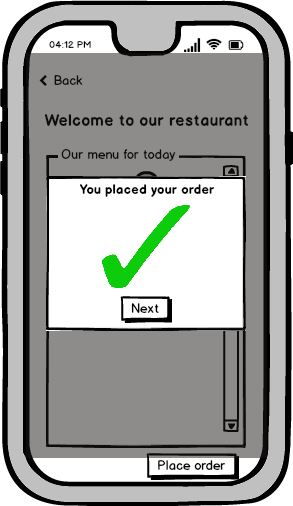 04:12 PM
Back
Welcome to our restaurant
Our menu for today
You placed your order
Next
Place order